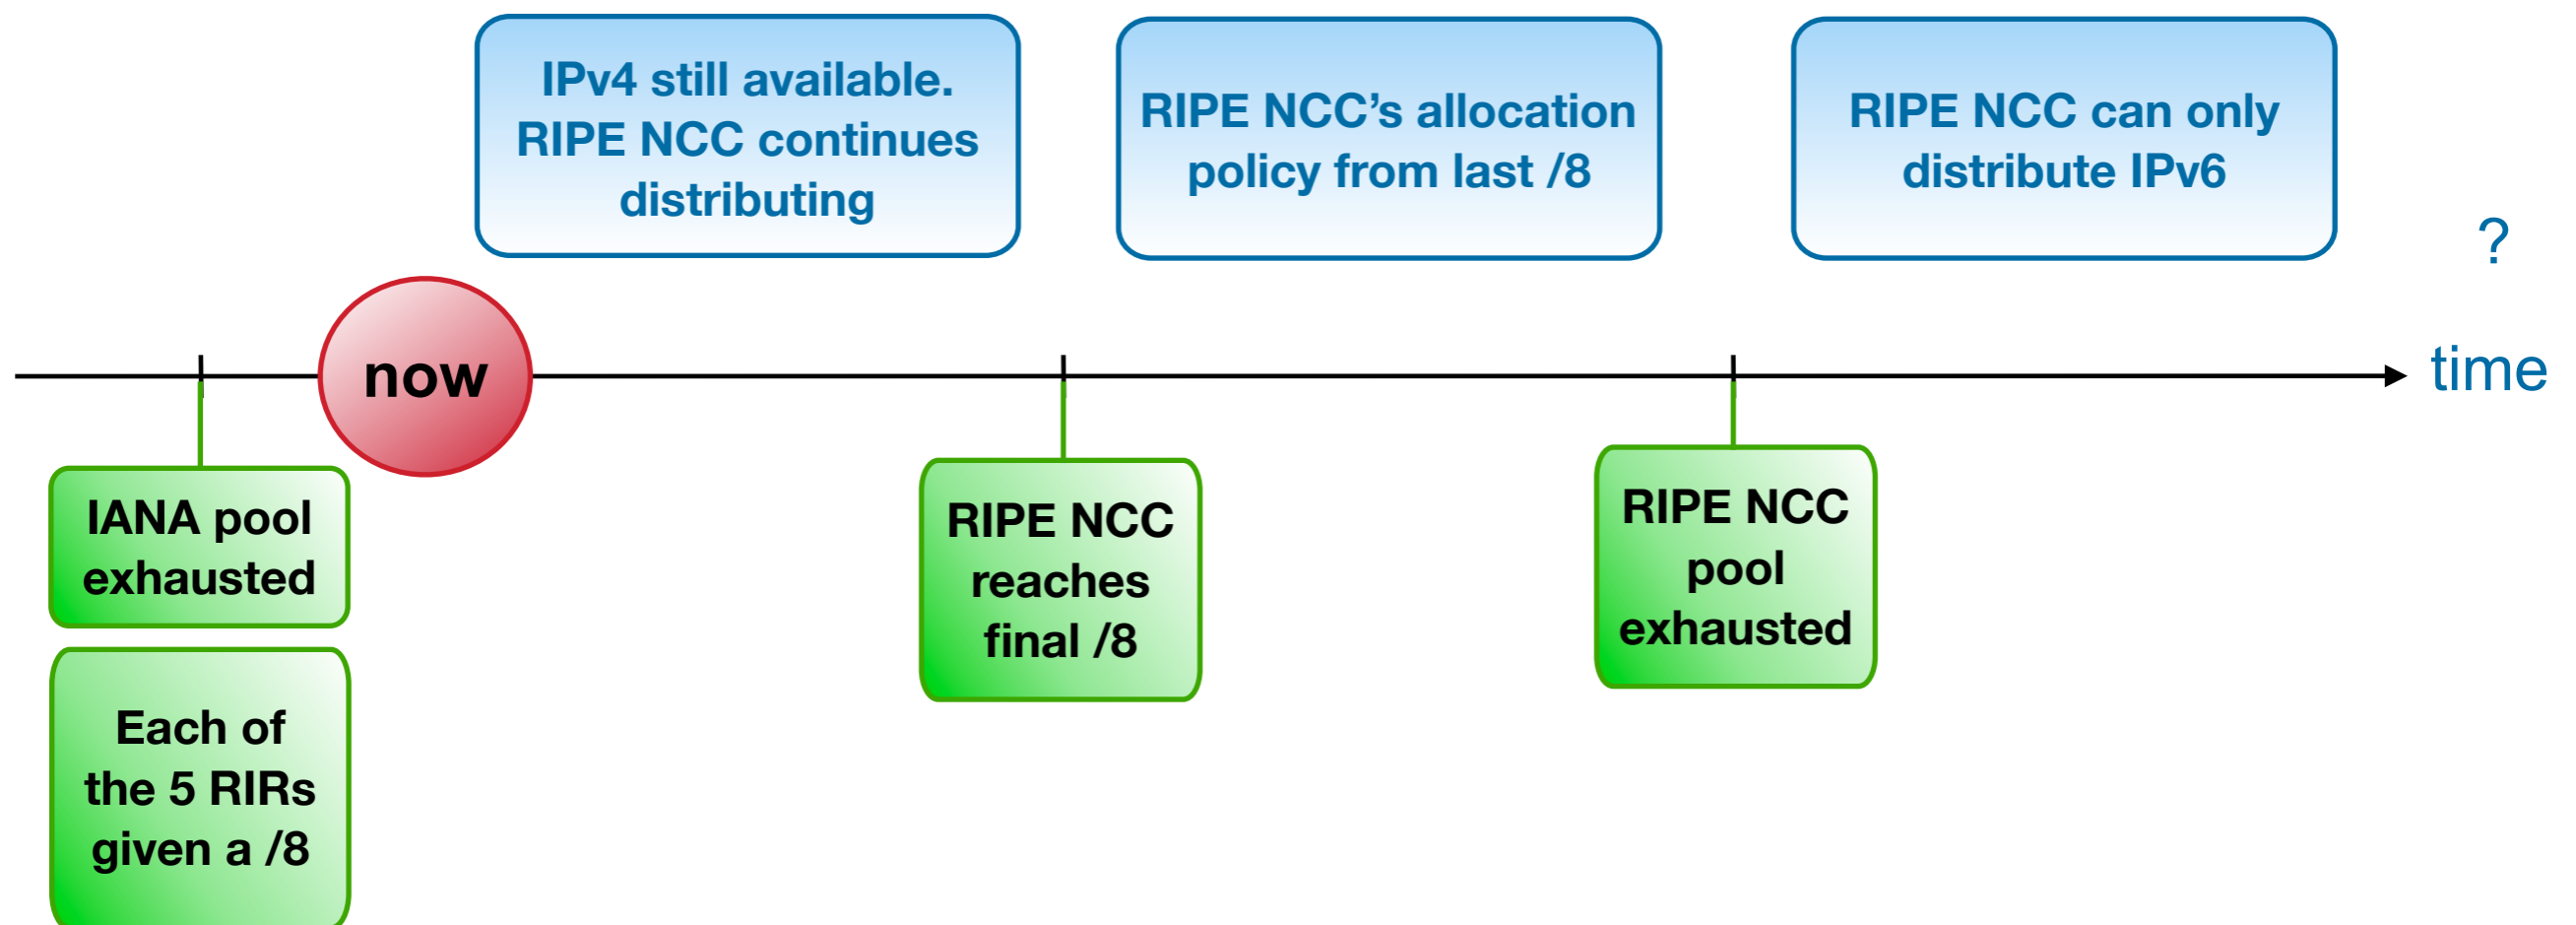 IPv4 still available.
RIPE NCC continues
distributing
RIPE NCC’s allocation
policy from last /8
RIPE NCC can only
distribute IPv6
?
now
time
IANA pool
exhausted
RIPE NCC
reaches
final /8
RIPE NCC
pool
exhausted
Each of
the 5 RIRs
given a /8